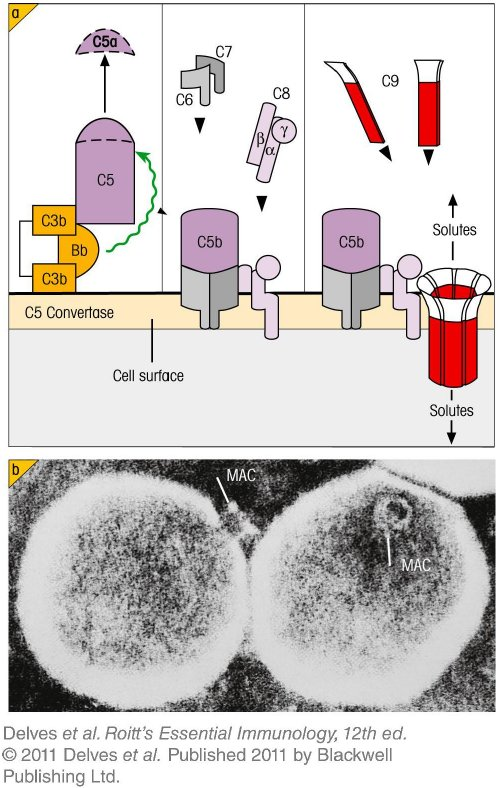 a
C5a
C5
C3b
Bb
C3b
C5 Convertase
Cell surface
C7
C6
C8
β
γ
α
C5b
C9
C5b
Solutes
Solutes
b
MAC
MAC
Delves et al. Roitt's Essential Immunology, 12th ed.
© 2011 Delves et al. Published 2011 by Blackwell
Publishing Ltd.